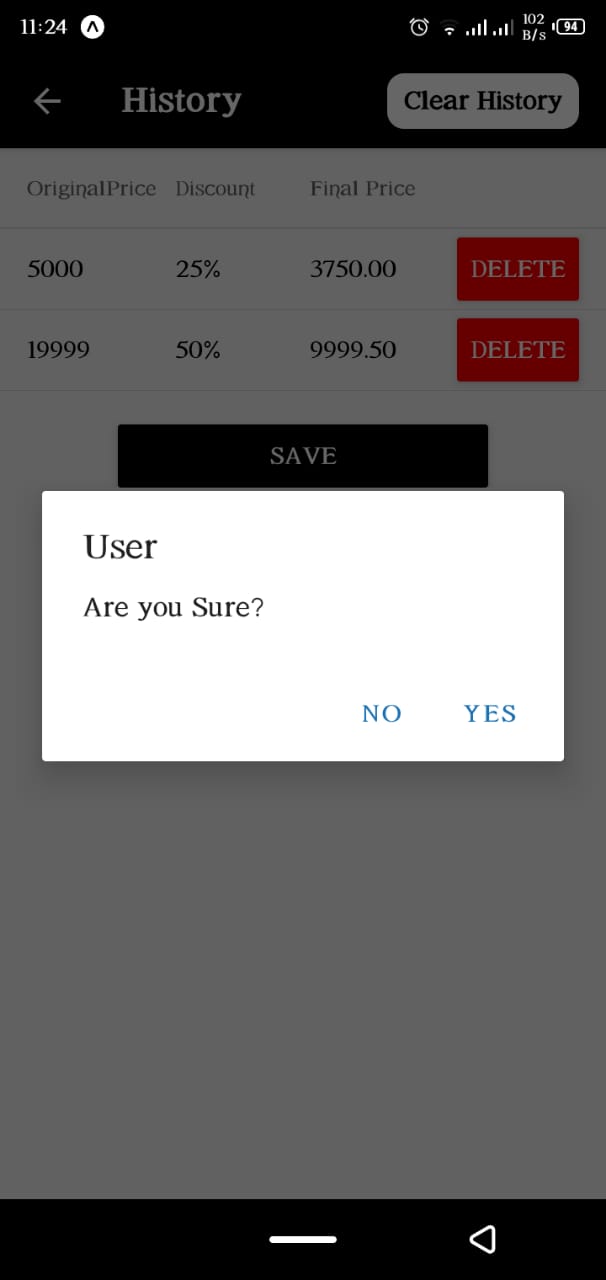 11:24 102 B/s 94
History Clear History
OriginalPrice Discount Final Price
5000 25% 3750.00 DELETE
19999 50% 9999.50 DELETE
SAVE
User
Are you Sure?
NO YES